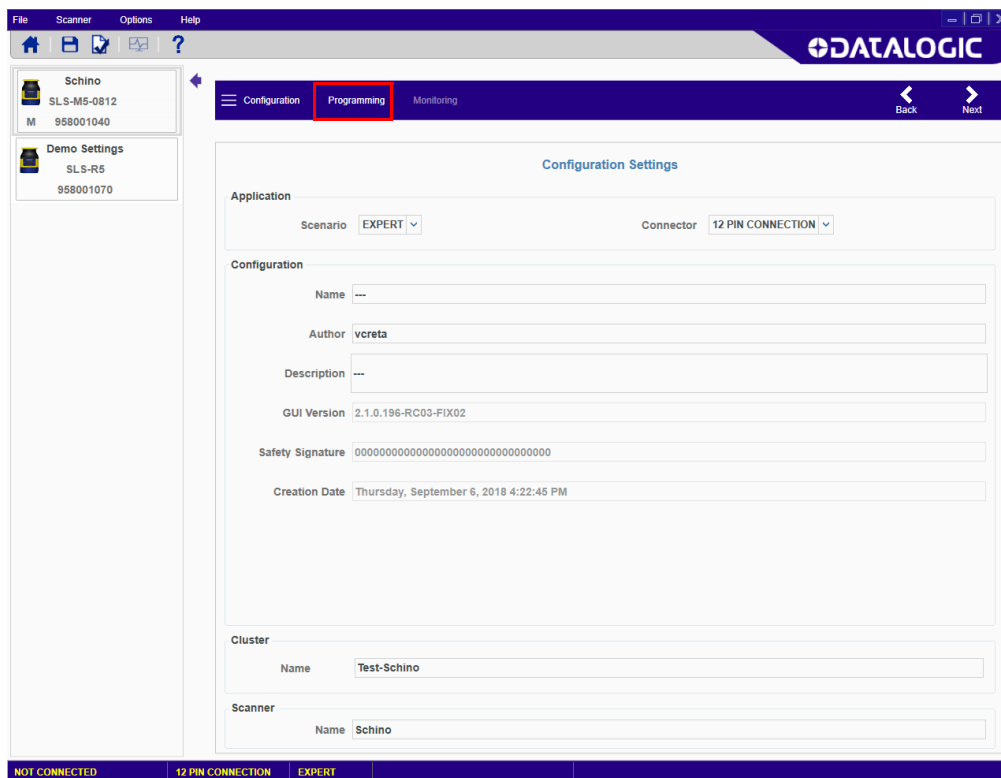 File Scanner Options Help
DATALOGIC
Schino
SLS-M5-0812
M 958001040
Demo Settings
SLS-R5
958001070
Configuration Programming Monitoring Back Next
Configuration Settings
Application
Scenario EXPERT Connector 12 PIN CONNECTION
Configuration
Name ---
Author vcreta
Description ---
GUI Version 2.1.0.196-RC03-FIX02
Safety Signature 00000000000000000000000000000000
Creation Date Thursday, September 6, 2018 4:22:45 PM
Cluster
Name Test-Schino
Scanner
Name Schino
NOT CONNECTED 12 PIN CONNECTION EXPERT